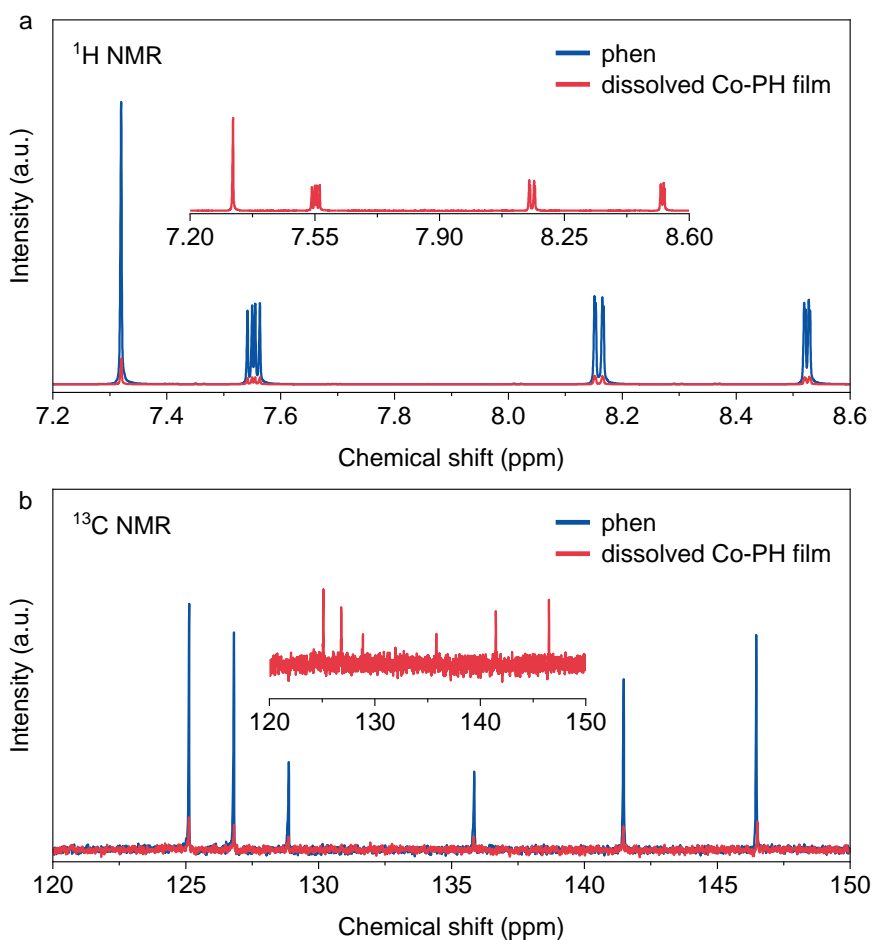 a
¹H NMR
phen
dissolved Co-PH film
Intensity (a.u.)
7.20 7.55 7.90 8.25 8.60
7.2 7.4 7.6 7.8 8.0 8.2 8.4 8.6
Chemical shift (ppm)
b
¹³C NMR
phen
dissolved Co-PH film
Intensity (a.u.)
120 130 140 150
120 125 130 135 140 145 150
Chemical shift (ppm)